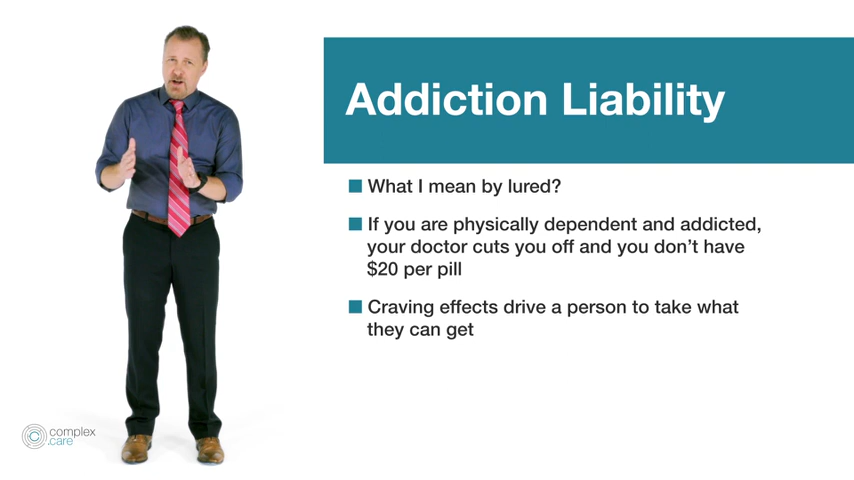 Addiction Liability
What I mean by lured?
If you are physically dependent and addicted,
your doctor cuts you off and you don't have
$20 per pill
Craving effects drive a person to take what
they can get
complex
.care